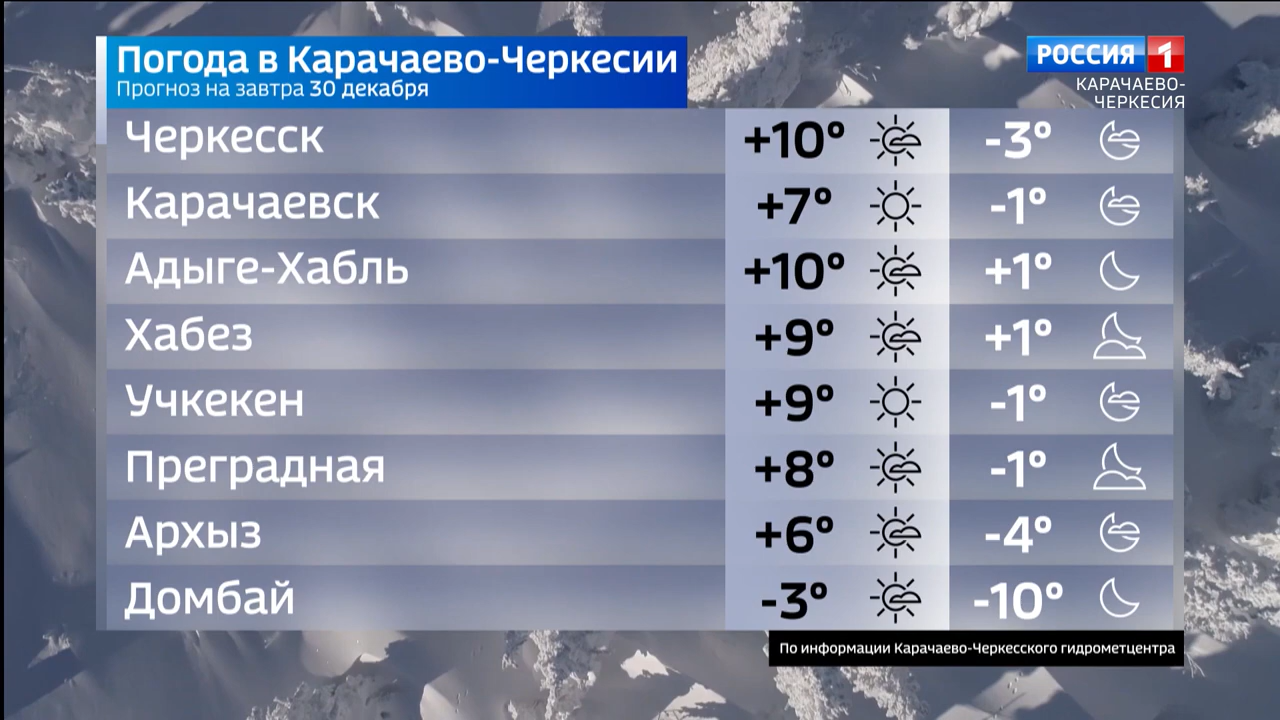 Погода в Карачаево-Черкесии
Прогноз на завтра 30 декабря
РОССИЯ 1
КАРАЧАЕВО-
ЧЕРКЕСИЯ
Черкесск +10° -3°
Карачаевск +7° -1°
Адыге-Хабль +10° +1°
Хабез +9° +1°
Учкекен +9° -1°
Преградная +8° -1°
Архыз +6° -4°
Домбай -3° -10°
По информации Карачаево-Черкесского гидрометцентра